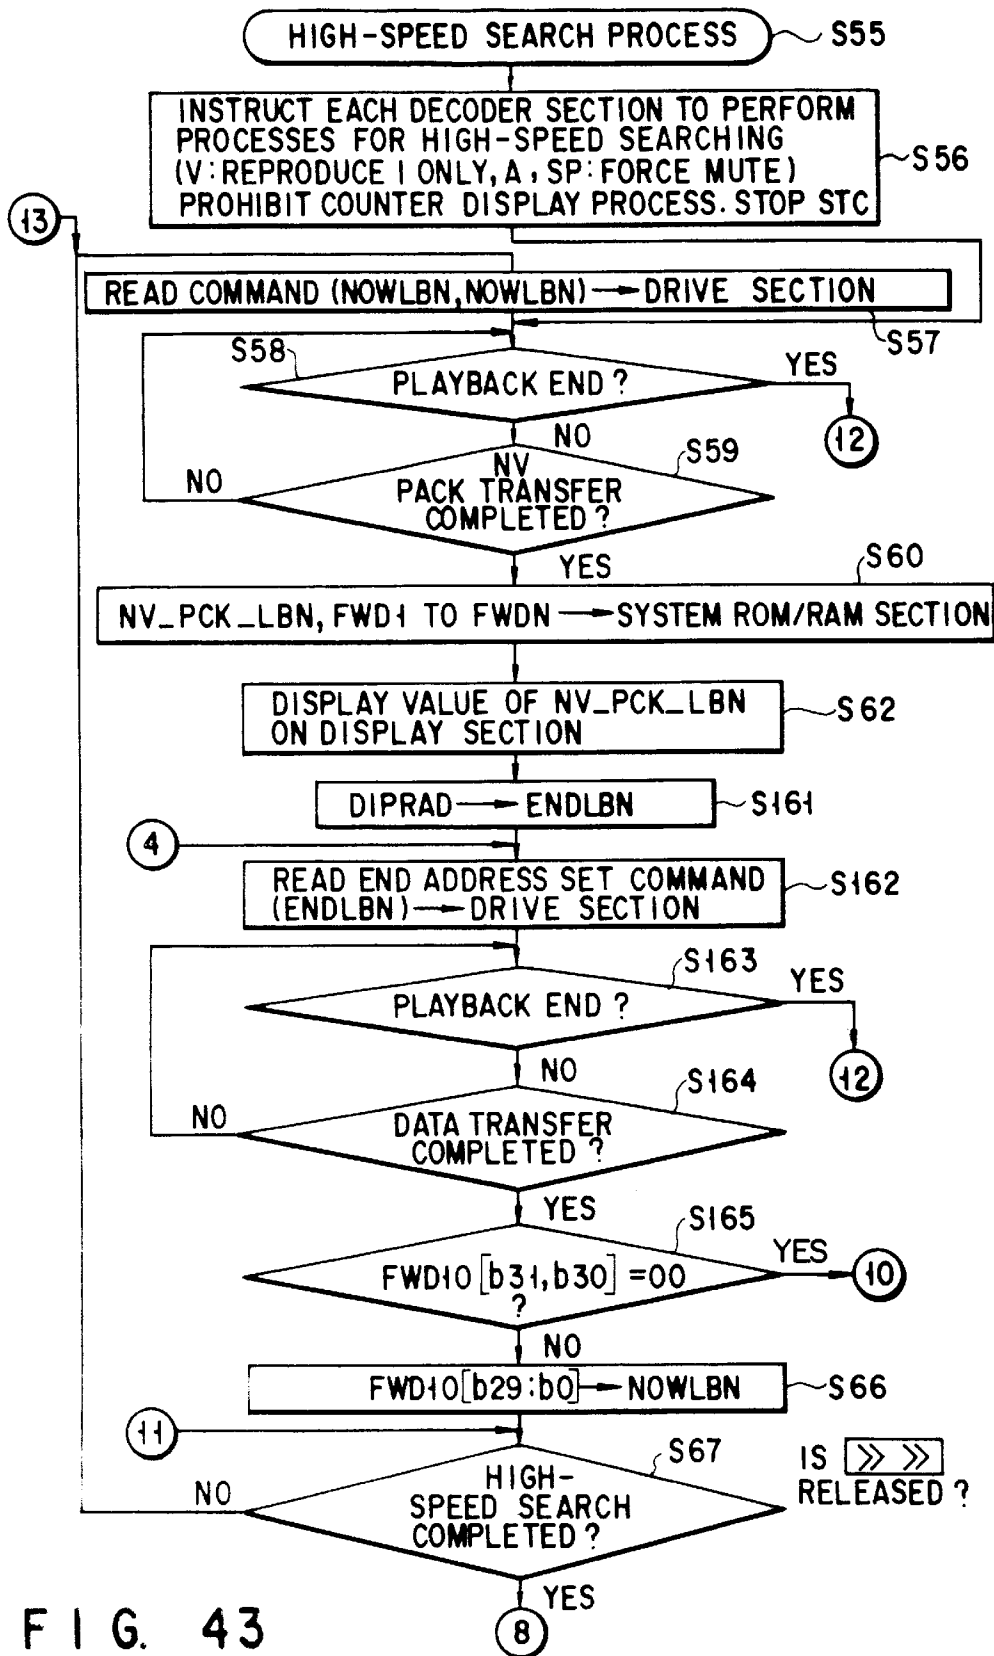 HIGH-SPEED SEARCH PROCESS
S55
INSTRUCT EACH DECODER SECTION TO PERFORM
PROCESSES FOR HIGH-SPEED SEARCHING
(V:REPRODUCE I ONLY, A, SP:FORCE MUTE)
PROHIBIT COUNTER DISPLAY PROCESS. STOP STC
S56
13
READ COMMAND (NOWLBN,NOWLBN) → DRIVE SECTION
S57
S58
PLAYBACK END ?
YES
12
NO
S59
NV
PACK TRANSFER
COMPLETED ?
NO
YES
S60
NV_PCK_LBN, FWD1 TO FWDN → SYSTEM ROM/RAM SECTION
DISPLAY VALUE OF NV_PCK_LBN
ON DISPLAY SECTION
S62
DIPRAD → ENDLBN
S161
4
READ END ADDRESS SET COMMAND
(ENDLBN) → DRIVE SECTION
S162
S163
PLAYBACK END ?
YES
12
NO
S164
DATA TRANSFER
COMPLETED ?
NO
YES
S165
FWD10 [b31,b30] =00
?
YES
10
NO
FWD10[b29:b0] → NOWLBN
S66
11
S67
HIGH-
SPEED SEARCH
COMPLETED ?
NO
IS >> >>
RELEASED ?
YES
8
FIG. 43